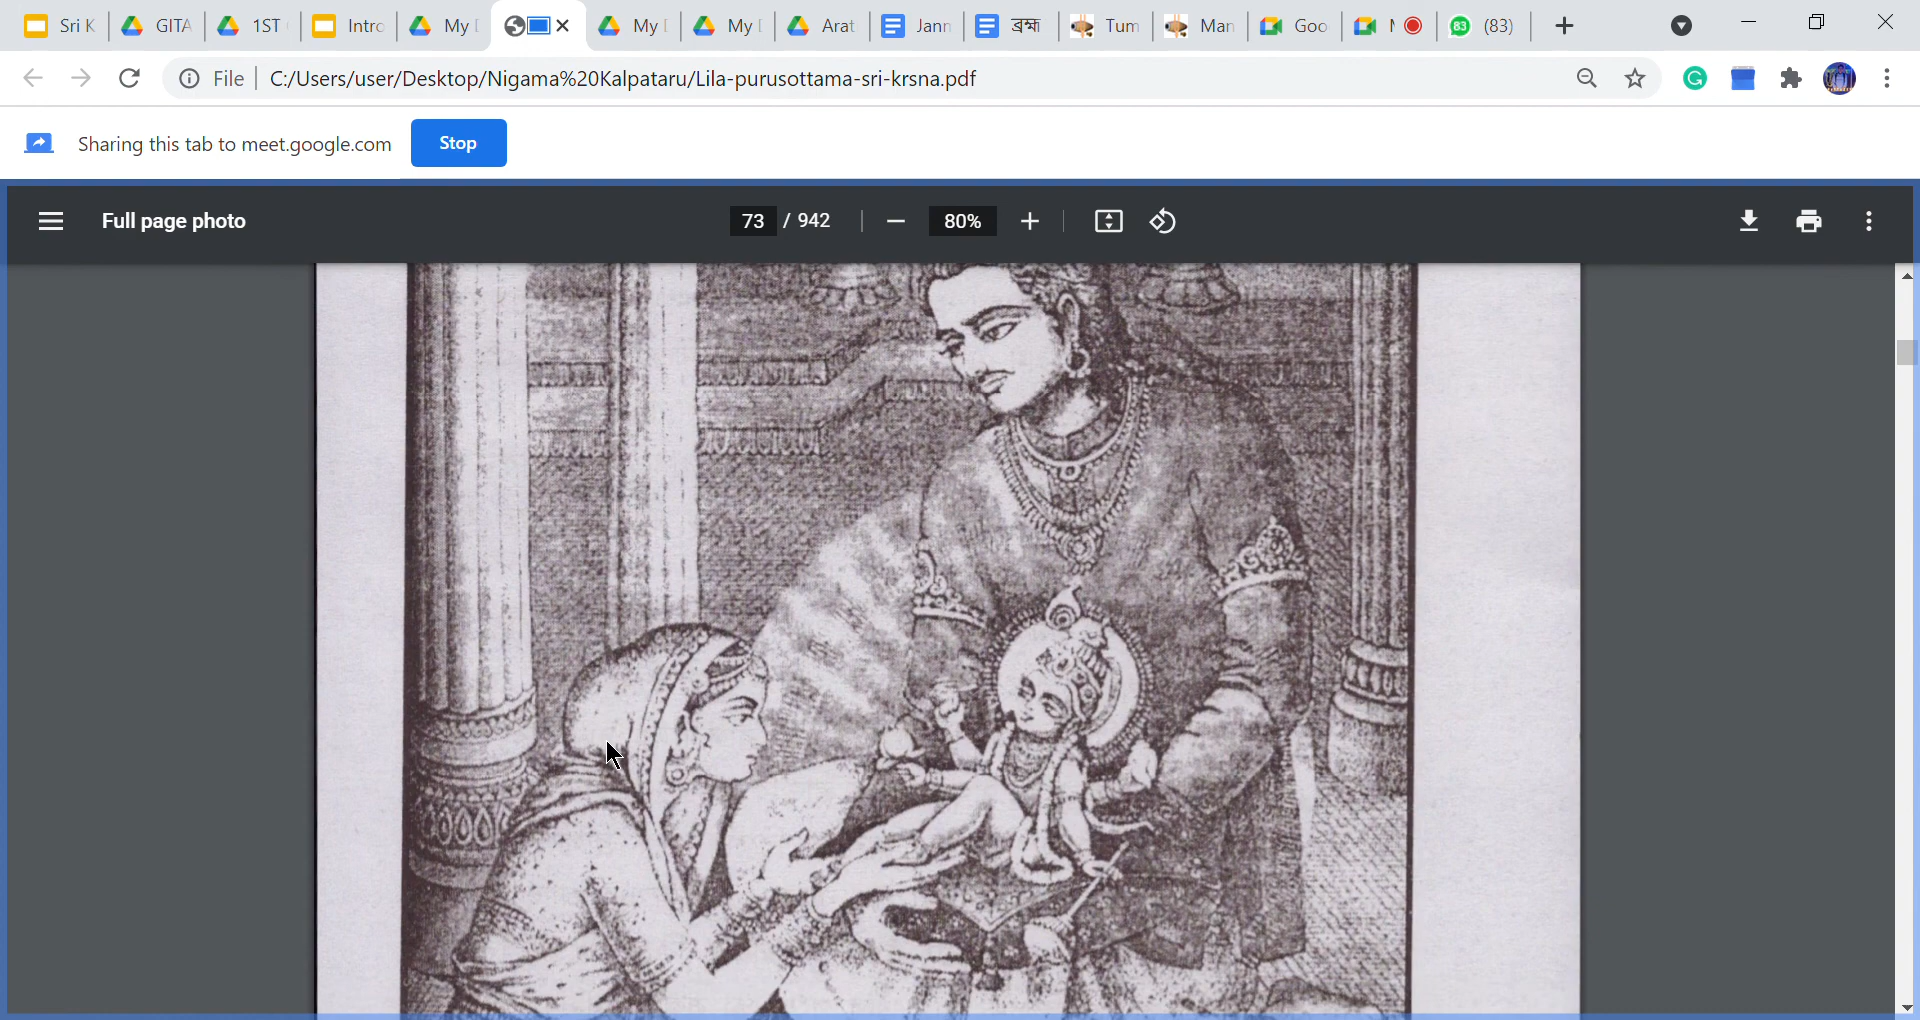 Sri K
GITA
1ST
Intro
My
My
My
Arat
Jann
ব্রহ্ম
Tum
Man
Goo
83
(83)
File
C:/Users/user/Desktop/Nigama%20Kalpataru/Lila-purusottama-sri-krsna.pdf
Sharing this tab to meet.google.com
Stop
Full page photo
73 / 942
80%